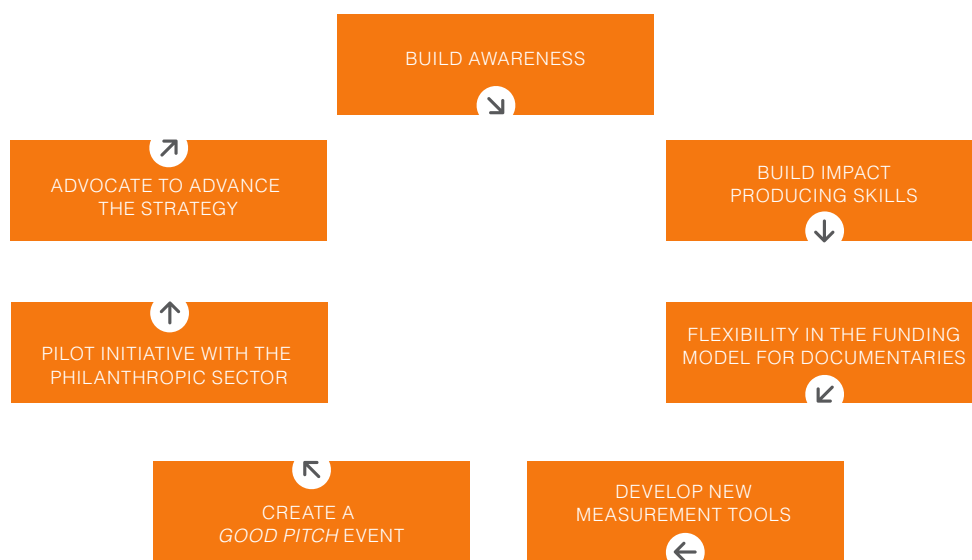 BUILD AWARENESS
BUILD IMPACT
PRODUCING SKILLS
FLEXIBILITY IN THE FUNDING
MODEL FOR DOCUMENTARIES
DEVELOP NEW
MEASUREMENT TOOLS
CREATE A
GOOD PITCH EVENT
PILOT INITIATIVE WITH THE
PHILANTHROPIC SECTOR
ADVOCATE TO ADVANCE
THE STRATEGY